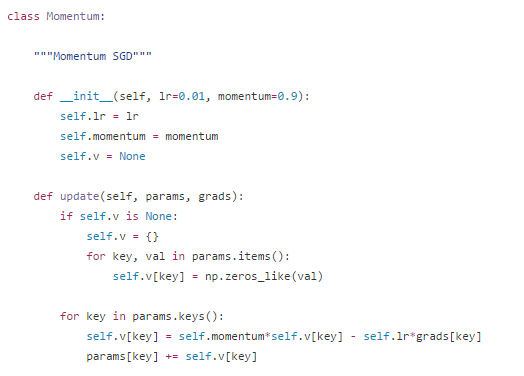 class Momentum:
"""Momentum SGD"""
def __init__(self, lr=0.01, momentum=0.9):
self.lr = lr
self.momentum = momentum
self.v = None
def update(self, params, grads):
if self.v is None:
self.v = {}
for key, val in params.items():
self.v[key] = np.zeros_like(val)
for key in params.keys():
self.v[key] = self.momentum*self.v[key] - self.lr*grads[key]
params[key] += self.v[key]